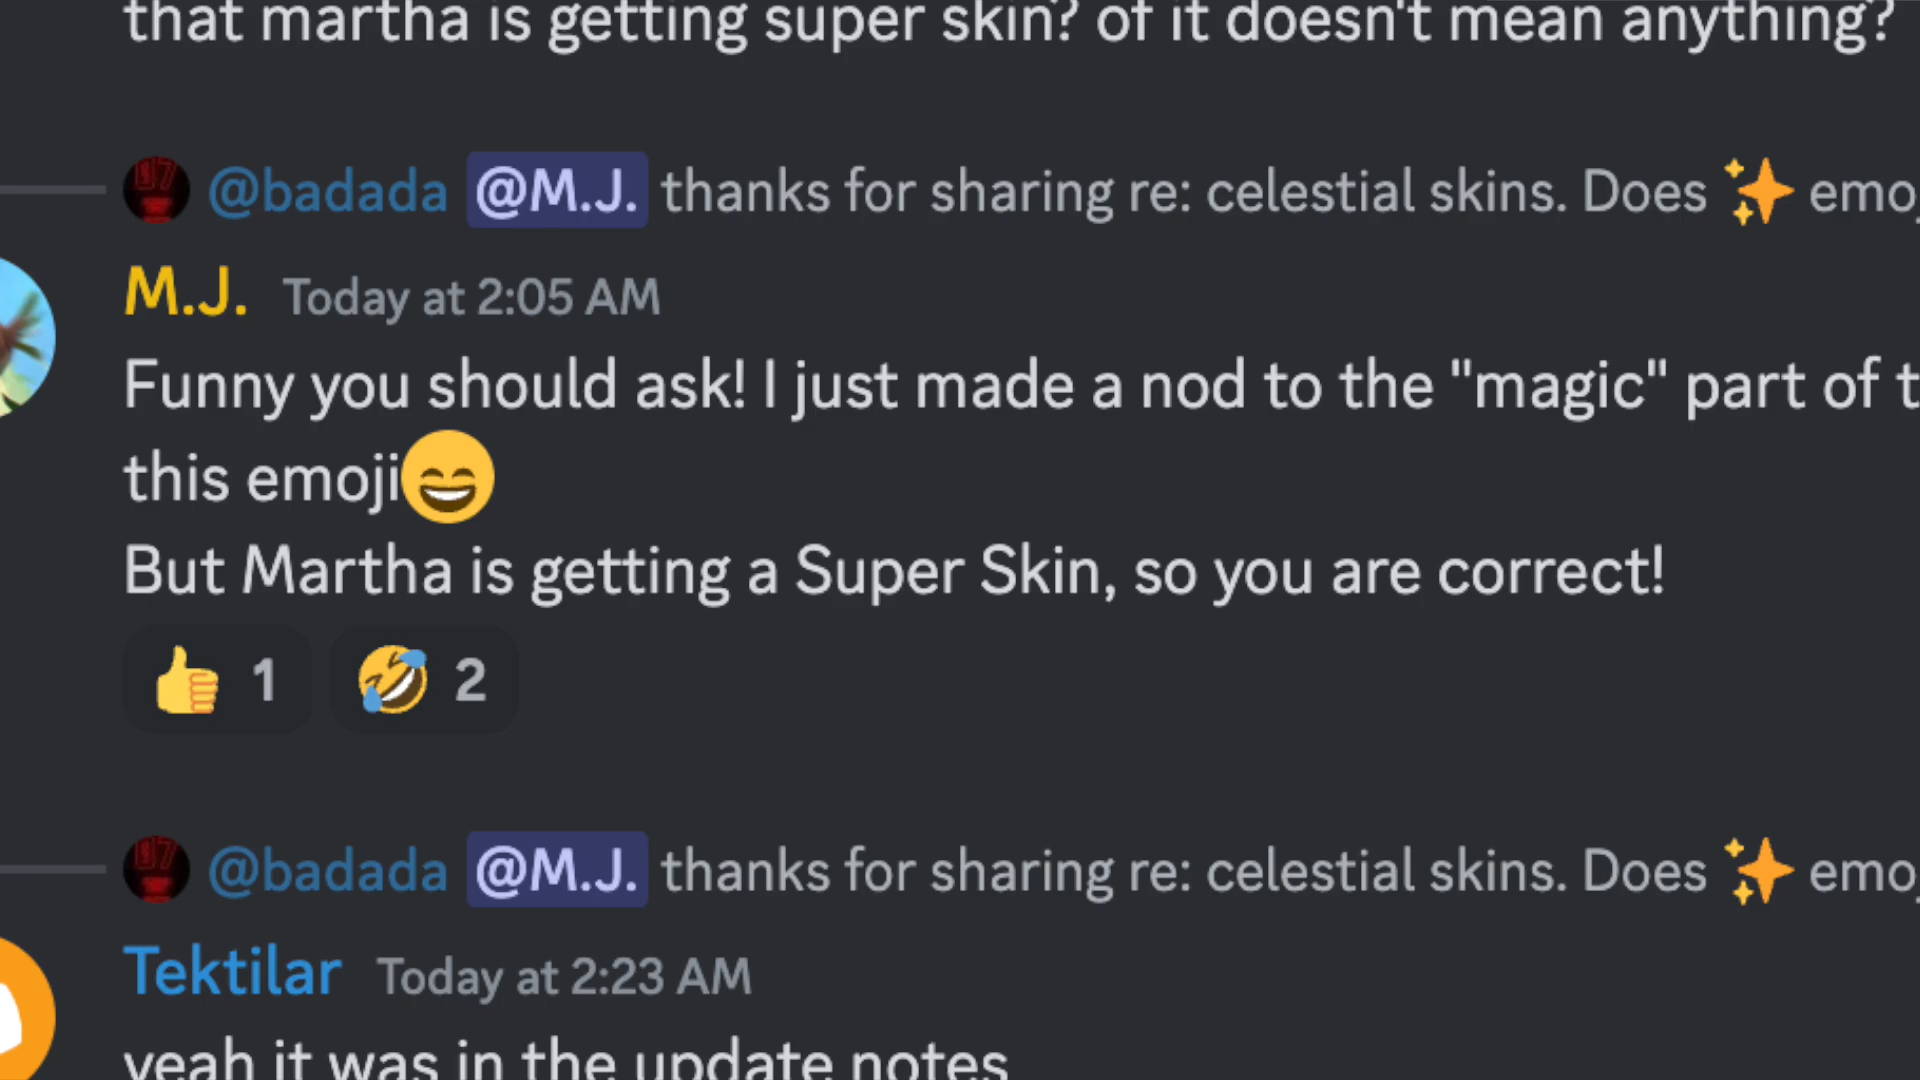 that martha is getting super skin? of it doesn't mean anything?
@badada @M.J. thanks for sharing re: celestial skins. Does ✨ emoj
M.J. Today at 2:05 AM
Funny you should ask! I just made a nod to the "magic" part of t
this emoji😄
But Martha is getting a Super Skin, so you are correct!
👍 1 🤣 2
@badada @M.J. thanks for sharing re: celestial skins. Does ✨ emoj
Tektilar Today at 2:23 AM
yeah it was in the update notes